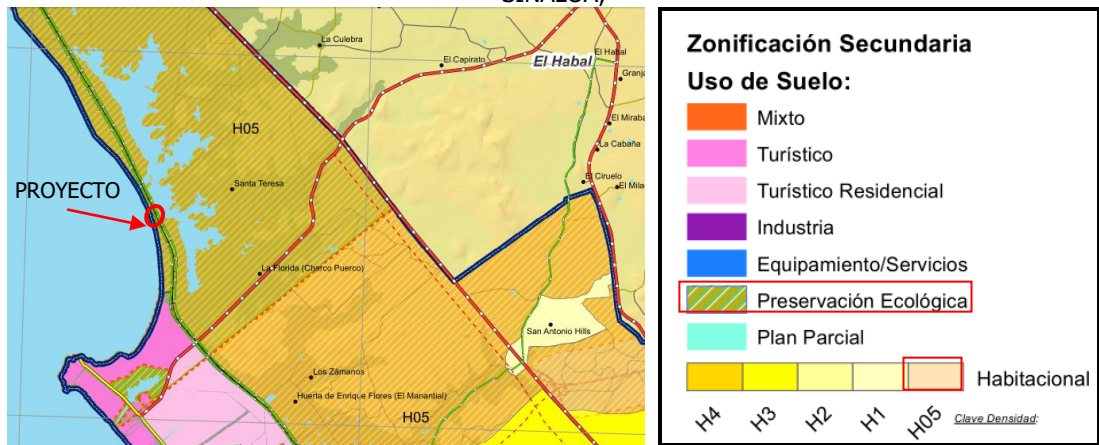 La Culebra
El Capirato
El Habal
El Habal
Granja
H05
El Miraba
La Cabaña
PROYECTO
Santa Teresa
El Ciruelo
El Mila
La Florida (Charco Puerco)
San Antonio Hills
Los Zámanos
Huerta de Enrique Flores (El Manantial)
H05
Zonificación Secundaria
Uso de Suelo:
Mixto
Turístico
Turístico Residencial
Industria
Equipamiento/Servicios
Preservación Ecológica
Plan Parcial
Habitacional
H4 H3 H2 H1 H05 Clave Densidad: